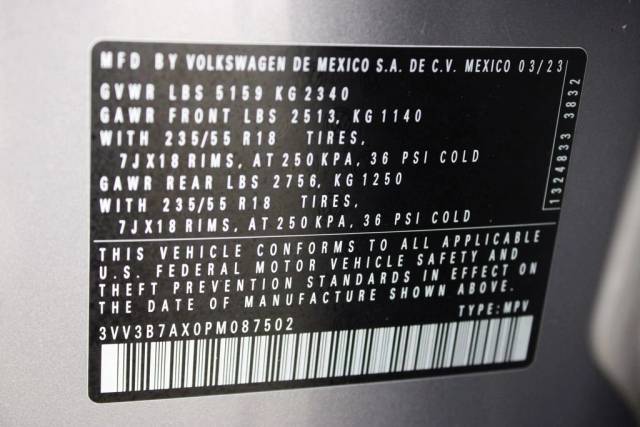 MFD BY VOLKSWAGEN DE MEXICO S.A. DE C.V. MEXICO 03/23
GVWR LBS 5159 KG 2340
GAWR FRONT LBS 2513, KG 1140
WITH 235/55 R18 TIRES,
7JX18 RIMS, AT 250 KPA, 36 PSI COLD
GAWR REAR LBS 2756, KG 1250
WITH 235/55 R18 TIRES,
7JX18 RIMS, AT 250 KPA, 36 PSI COLD
1324833 3832
THIS VEHICLE CONFORMS TO ALL APPLICABLE
U.S. FEDERAL MOTOR VEHICLE SAFETY AND
THEFT PREVENTION STANDARDS IN EFFECT ON
THE DATE OF MANUFACTURE SHOWN ABOVE.
3VV3B7AX0PM087502 TYPE: MPV